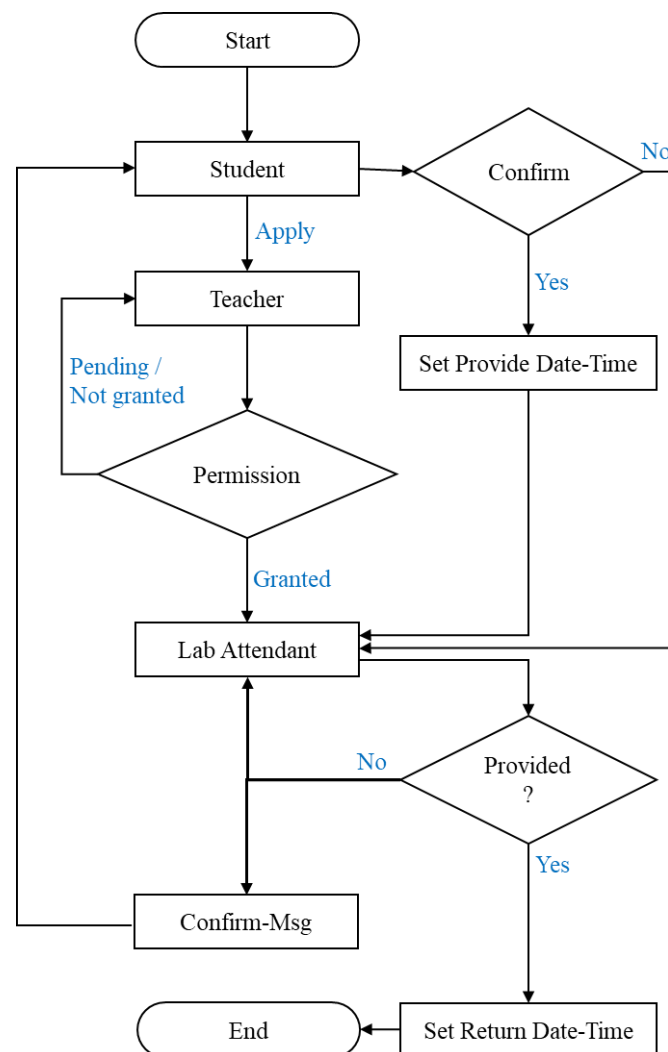 Start
Student
Confirm
No
Apply
Yes
Teacher
Pending /
Not granted
Set Provide Date-Time
Permission
Granted
Lab Attendant
No
Provided
?
Yes
Confirm-Msg
End
Set Return Date-Time